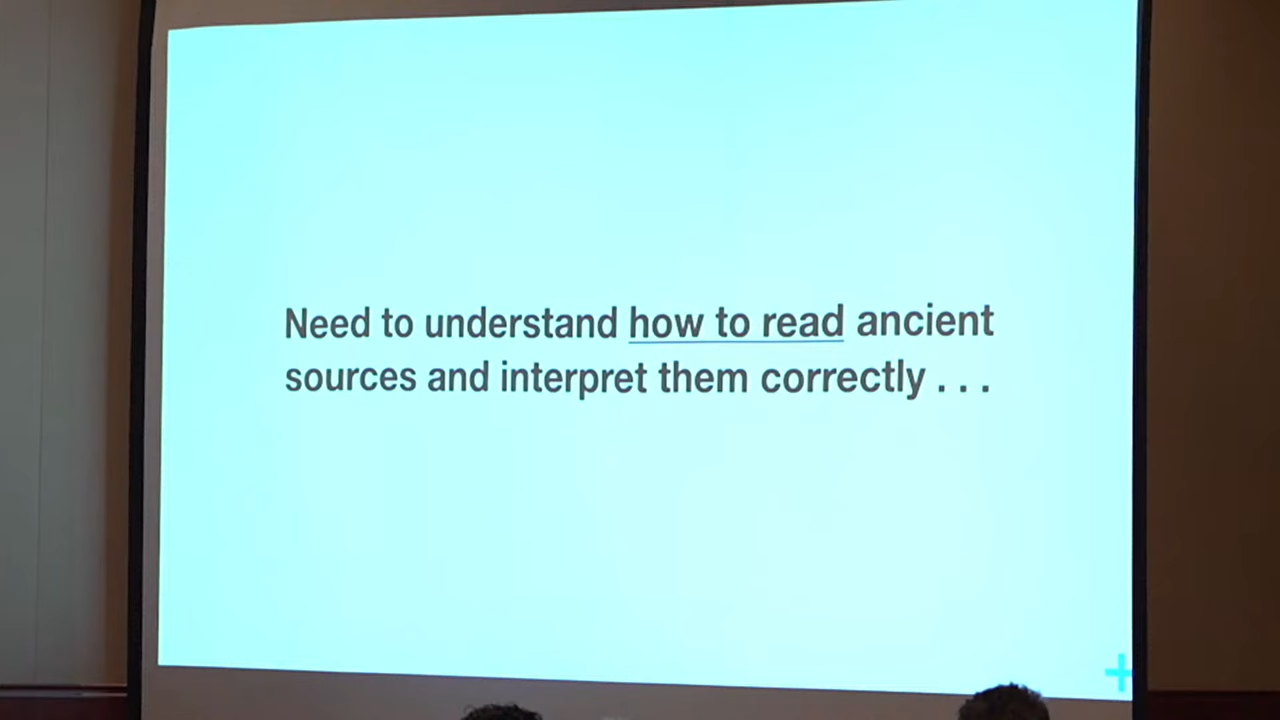 Need to understand how to read ancient
sources and interpret them correctly . . .